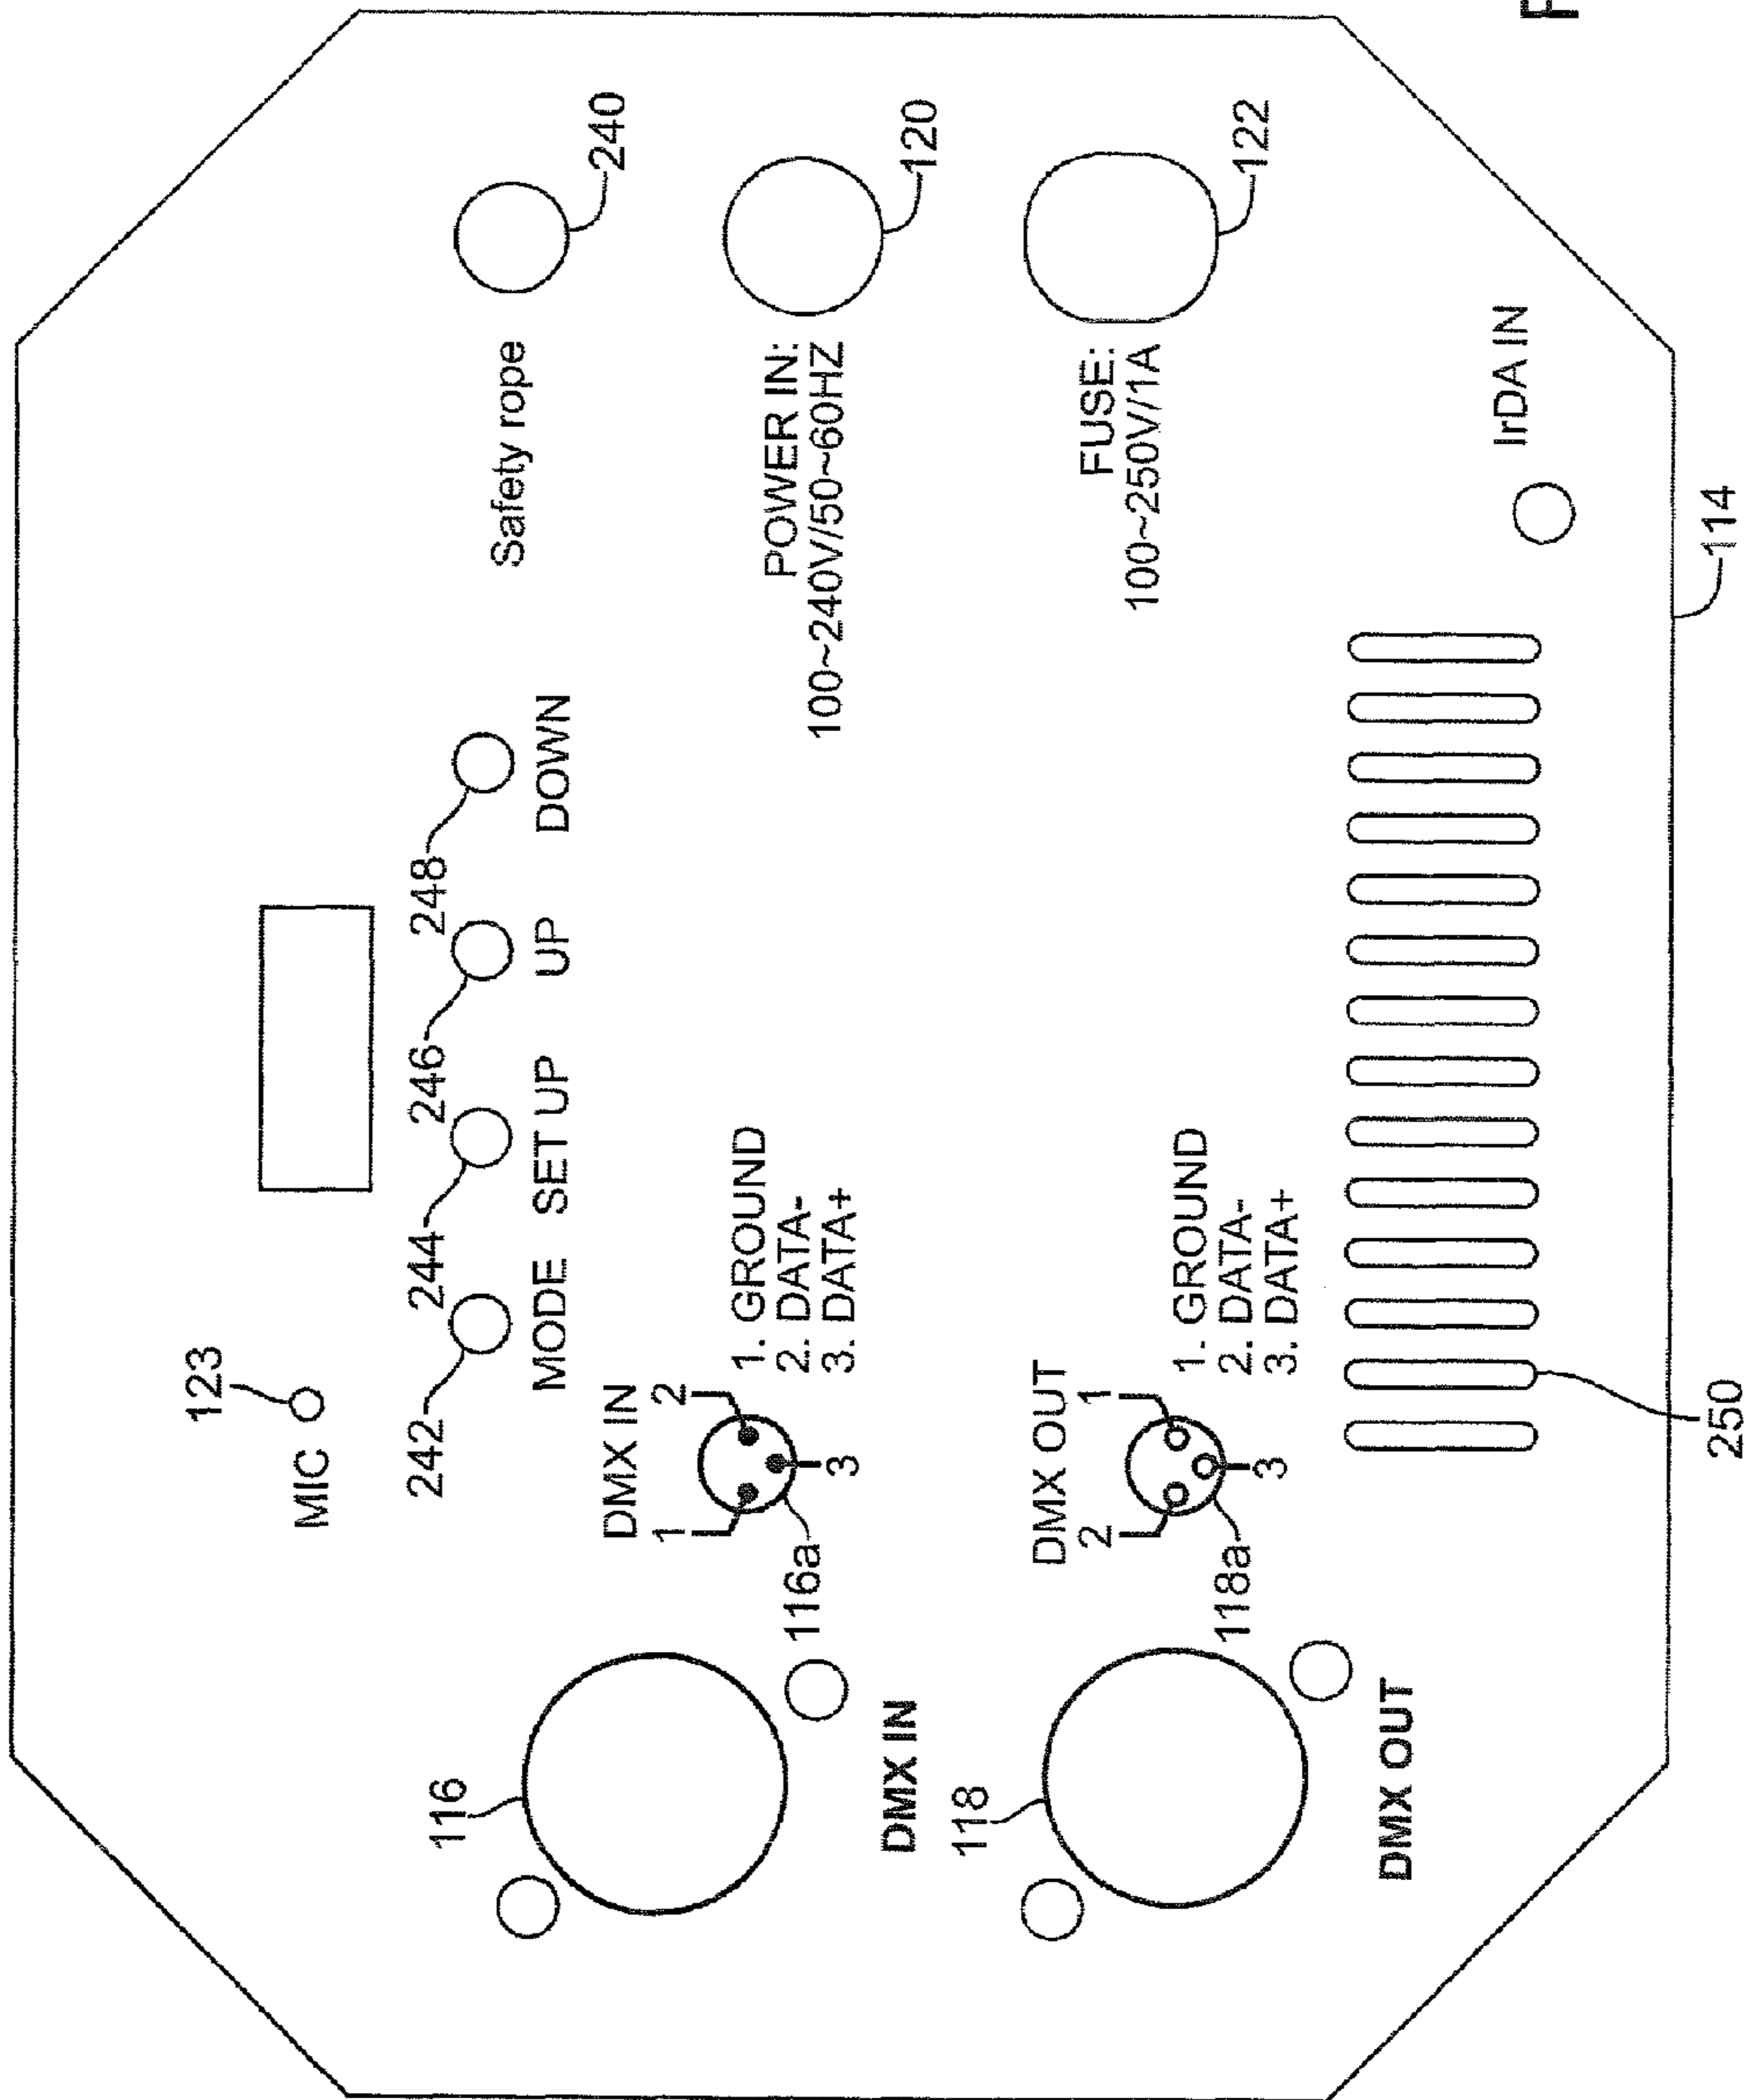 123
MIC
242
244
246
248
MODE
SET UP
UP
DOWN
Safety rope
240
116
DMX IN
1
2
3
116a
1. GROUND
2. DATA-
3. DATA+
DMX IN
POWER IN:
100~240V/50~60HZ
120
118
DMX OUT
2
1
3
118a
1. GROUND
2. DATA-
3. DATA+
DMX OUT
FUSE:
100~250V/1A
122
IrDA IN
250
114